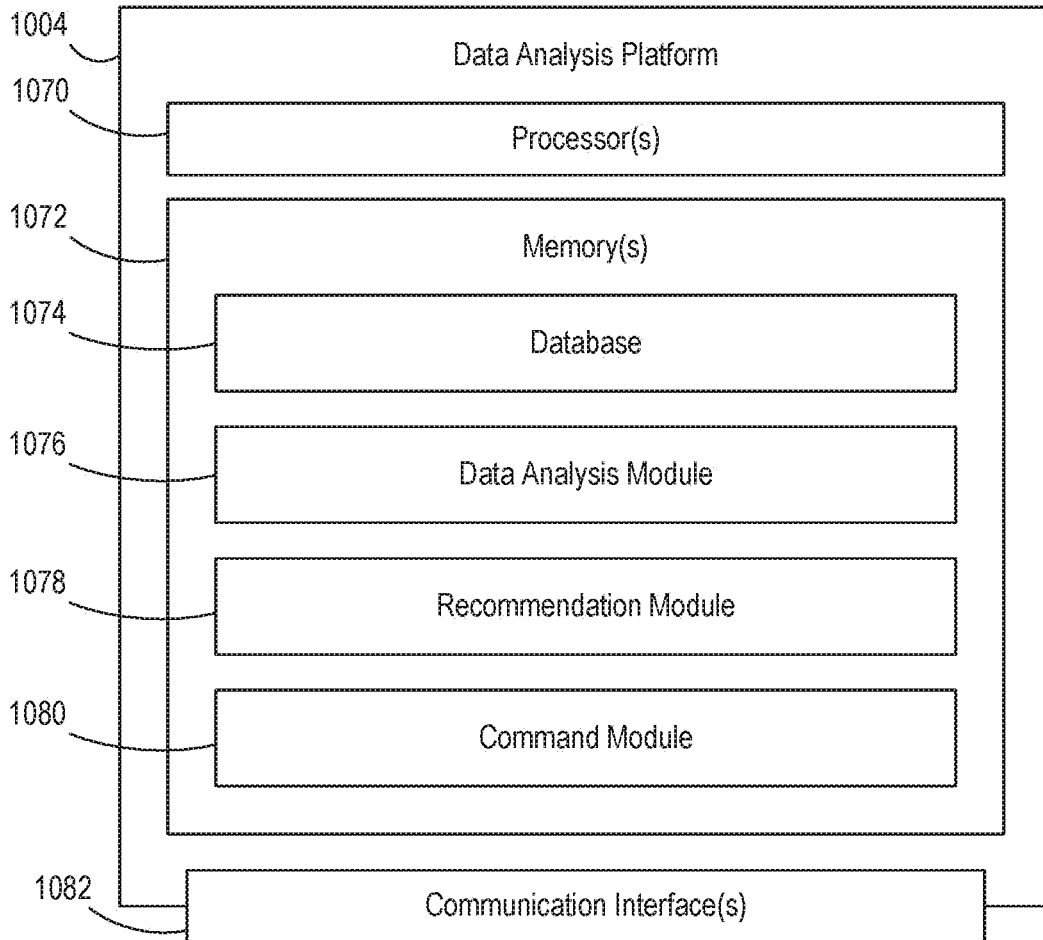 1004
Data Analysis Platform
1070
Processor(s)
1072
Memory(s)
1074
Database
1076
Data Analysis Module
1078
Recommendation Module
1080
Command Module
1082
Communication Interface(s)